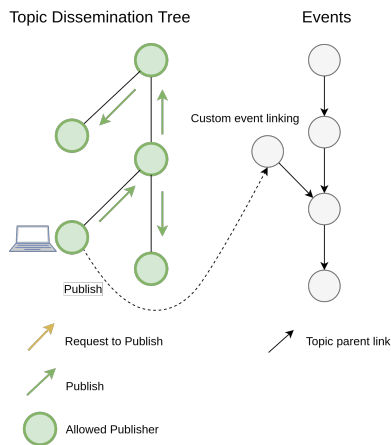 Topic Dissemination Tree
Events
Custom event linking
Publish
Request to Publish
Topic parent link
Publish
Allowed Publisher